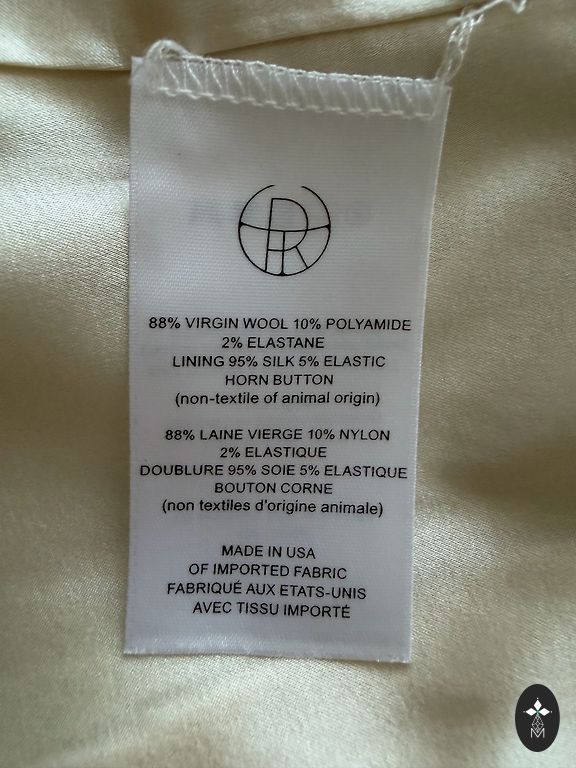 88% VIRGIN WOOL 10% POLYAMIDE
2% ELASTANE
LINING 95% SILK 5% ELASTIC
HORN BUTTON
(non-textile of animal origin)
88% LAINE VIERGE 10% NYLON
2% ELASTIQUE
DOUBLURE 95% SOIE 5% ELASTIQUE
BOUTON CORNE
(non textiles d'origine animale)
MADE IN USA
OF IMPORTED FABRIC
FABRIQUÉ AUX ETATS-UNIS
AVEC TISSU IMPORTÉ
M